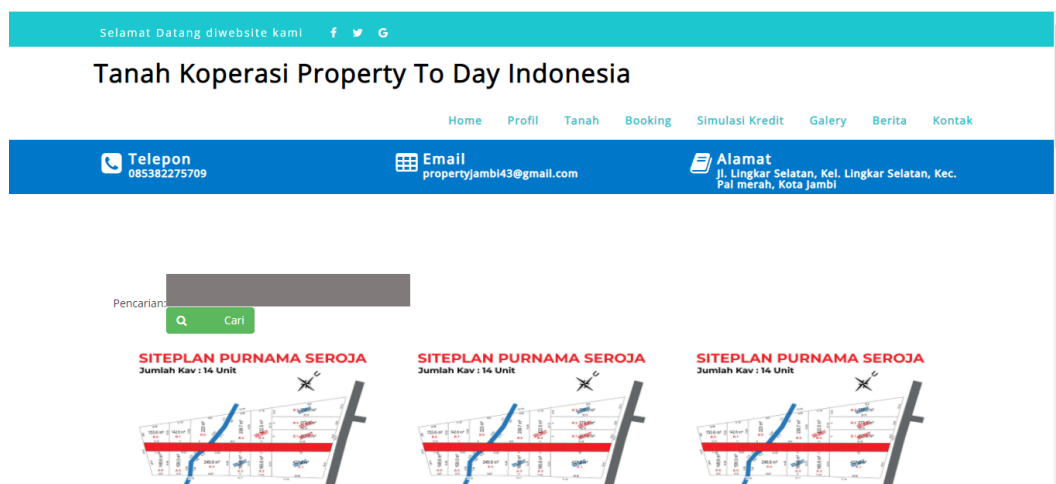 Selamat Datang diwebsite kami
Tanah Koperasi Property To Day Indonesia
Home Profil Tanah Booking Simulasi Kredit Galery Berita Kontak
Telepon
085382275709
Email
propertyjambi43@gmail.com
Alamat
Jl. Lingkar Selatan, Kel. Lingkar Selatan, Kec.
Pal merah, Kota Jambi
Pencarian:
Cari
SITEPLAN PURNAMA SEROJA
Jumlah Kav : 14 Unit
SITEPLAN PURNAMA SEROJA
Jumlah Kav : 14 Unit
SITEPLAN PURNAMA SEROJA
Jumlah Kav : 14 Unit